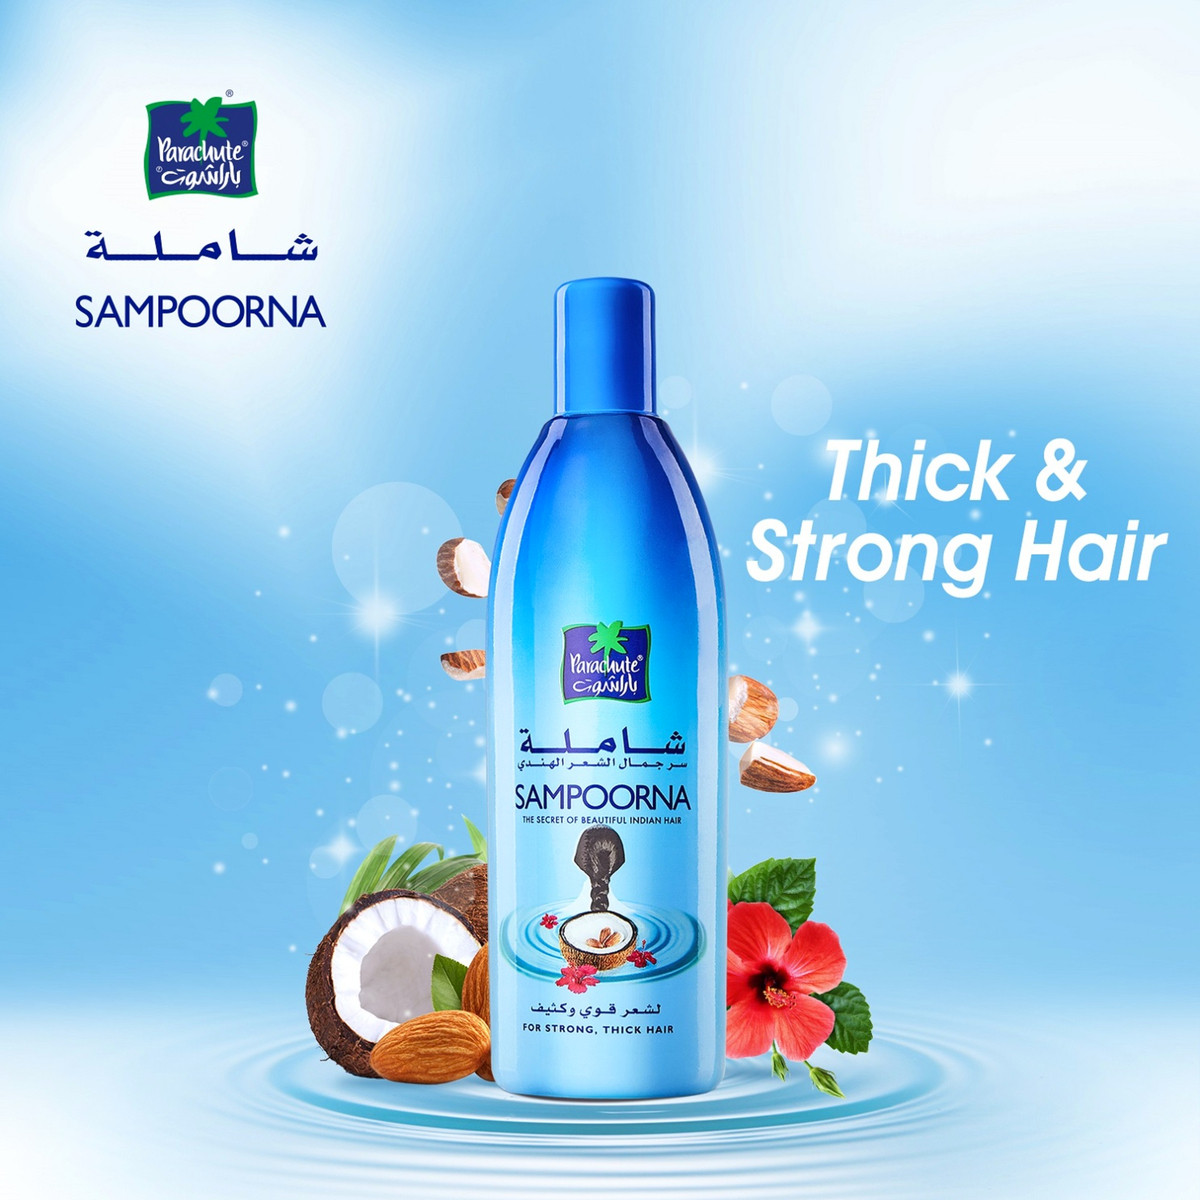 ®
Parachute®
باراشوت®
شاملة
SAMPOORNA
Thick &
Strong Hair
Parachute®
باراشوت
شاملة
سر جمال الشعر الهندي
SAMPOORNA
THE SECRET OF BEAUTIFUL INDIAN HAIR
لشعر قوي وكثيف
FOR STRONG, THICK HAIR